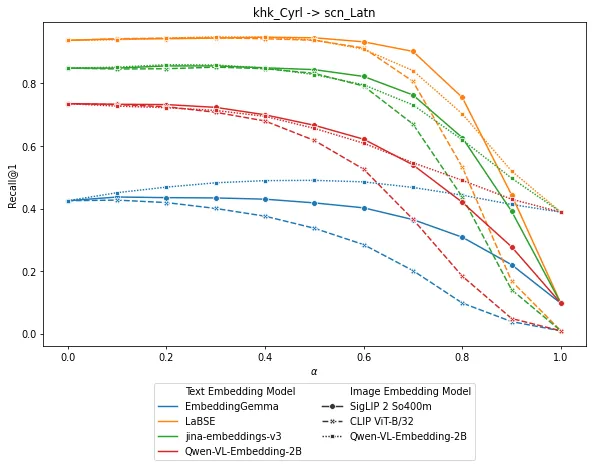 khk_Cyrl -> scn_Latn
Recall@1
0.8
0.6
0.4
0.2
0.0
0.0 0.2 0.4 0.6 0.8 1.0
α
Text Embedding Model Image Embedding Model
EmbeddingGemma SigLIP 2 So400m
LaBSE CLIP ViT-B/32
jina-embeddings-v3 Qwen-VL-Embedding-2B
Qwen-VL-Embedding-2B